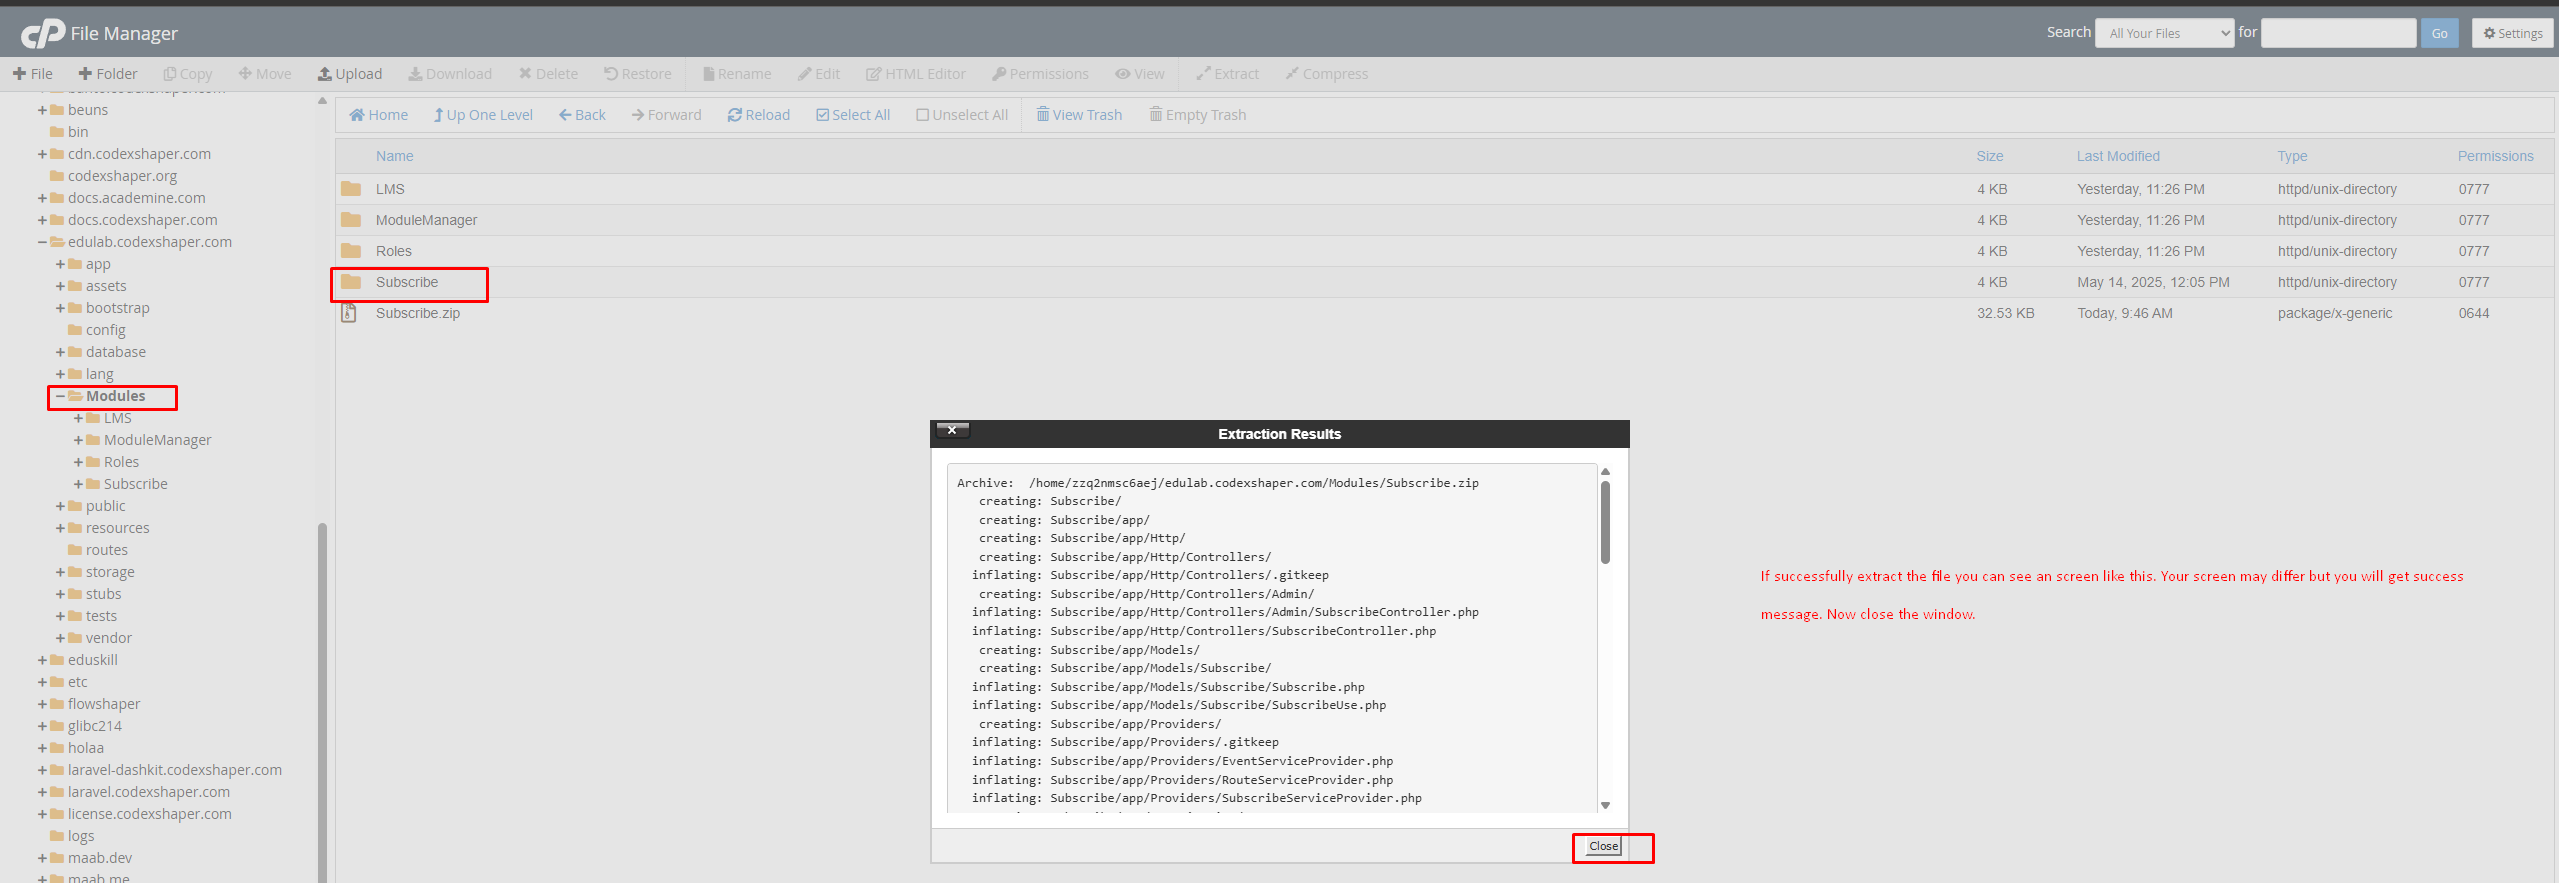 cP File Manager
Search All Your Files for Go Settings
File Folder Copy Move Upload Download Delete Restore Rename Edit HTML Editor Permissions View Extract Compress
beuns
bin
cdn.codexshaper.com
codexshaper.org
docs.academine.com
docs.codexshaper.com
edulab.codexshaper.com
app
assets
bootstrap
config
database
lang
Modules
LMS
ModuleManager
Roles
Subscribe
public
resources
routes
storage
stubs
tests
vendor
eduskill
etc
flowshaper
glibc214
holaa
laravel-dashkit.codexshaper.com
laravel.codexshaper.com
license.codexshaper.com
logs
maab.dev
maab.me
Home Up One Level Back Forward Reload Select All Unselect All View Trash Empty Trash
Name Size Last Modified Type Permissions
LMS 4 KB Yesterday, 11:26 PM httpd/unix-directory 0777
ModuleManager 4 KB Yesterday, 11:26 PM httpd/unix-directory 0777
Roles 4 KB Yesterday, 11:26 PM httpd/unix-directory 0777
Subscribe 4 KB May 14, 2025, 12:05 PM httpd/unix-directory 0777
Subscribe.zip 32.53 KB Today, 9:46 AM package/x-generic 0644
Extraction Results
Archive: /home/zzq2nmsc6aej/edulab.codexshaper.com/Modules/Subscribe.zip
creating: Subscribe/
creating: Subscribe/app/
creating: Subscribe/app/Http/
creating: Subscribe/app/Http/Controllers/
inflating: Subscribe/app/Http/Controllers/.gitkeep
creating: Subscribe/app/Http/Controllers/Admin/
inflating: Subscribe/app/Http/Controllers/Admin/SubscribeController.php
inflating: Subscribe/app/Http/Controllers/SubscribeController.php
creating: Subscribe/app/Models/
creating: Subscribe/app/Models/Subscribe/
inflating: Subscribe/app/Models/Subscribe/Subscribe.php
inflating: Subscribe/app/Models/Subscribe/SubscribeUse.php
creating: Subscribe/app/Providers/
inflating: Subscribe/app/Providers/.gitkeep
inflating: Subscribe/app/Providers/EventServiceProvider.php
inflating: Subscribe/app/Providers/RouteServiceProvider.php
inflating: Subscribe/app/Providers/SubscribeServiceProvider.php
Close
If successfully extract the file you can see an screen like this. Your screen may differ but you will get success
message. Now close the window.